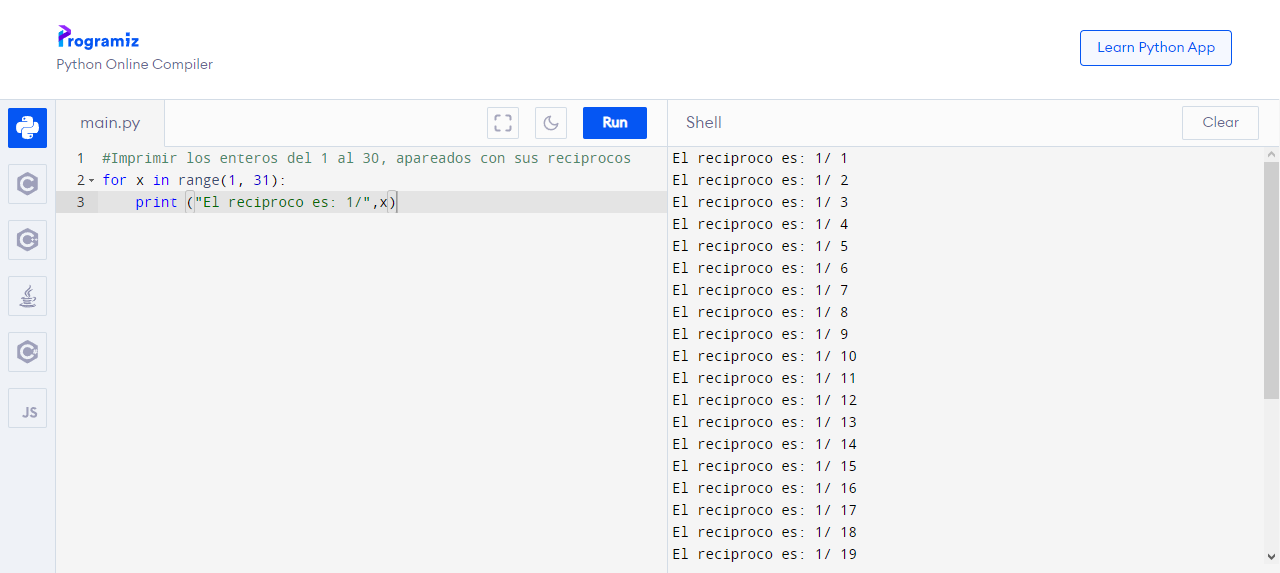 Programiz
Python Online Compiler
Learn Python App
main.py
Run
Shell
Clear
1 #Imprimir los enteros del 1 al 30, apareados con sus reciprocos
2 for x in range(1, 31):
3 print ("El reciproco es: 1/",x)
JS
El reciproco es: 1/ 1
El reciproco es: 1/ 2
El reciproco es: 1/ 3
El reciproco es: 1/ 4
El reciproco es: 1/ 5
El reciproco es: 1/ 6
El reciproco es: 1/ 7
El reciproco es: 1/ 8
El reciproco es: 1/ 9
El reciproco es: 1/ 10
El reciproco es: 1/ 11
El reciproco es: 1/ 12
El reciproco es: 1/ 13
El reciproco es: 1/ 14
El reciproco es: 1/ 15
El reciproco es: 1/ 16
El reciproco es: 1/ 17
El reciproco es: 1/ 18
El reciproco es: 1/ 19